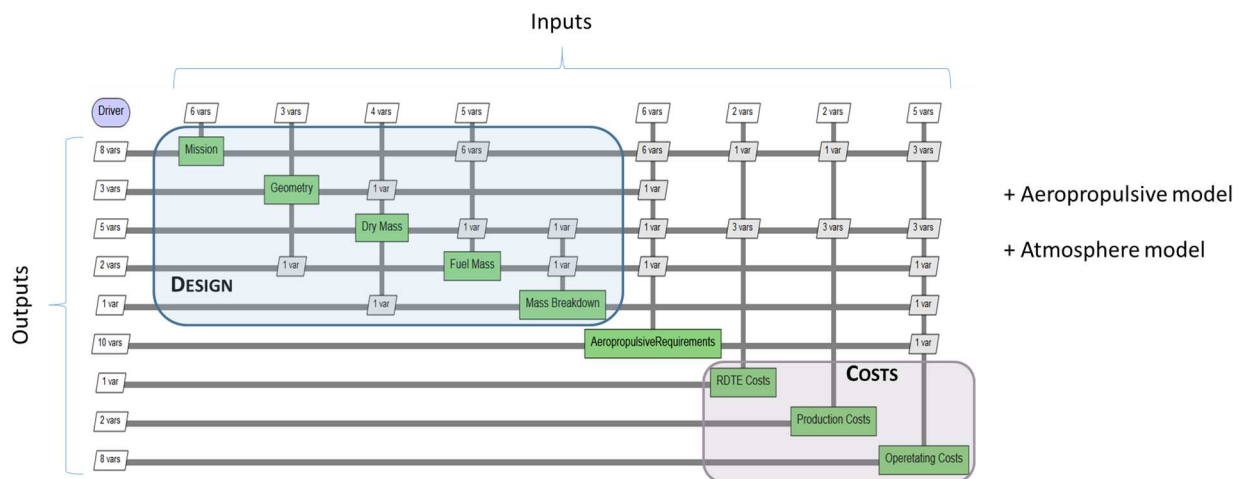 Inputs
Driver
6 vars 3 vars 4 vars 5 vars 6 vars 2 vars 2 vars 5 vars
8 vars Mission 6 vars 6 vars 1 var 1 var 3 vars
3 vars Geometry 1 var 1 var
+ Aeropropulsive model
5 vars Dry Mass 1 var 1 var 1 var 3 vars 3 vars 3 vars
+ Atmosphere model
2 vars 1 var Fuel Mass 1 var 1 var 1 var
DESIGN
1 var 1 var Mass Breakdown 1 var
Outputs
10 vars AeropropulsiveRequirements 1 var
COSTS
1 var RDTE Costs
2 vars Production Costs
8 vars Operetating Costs